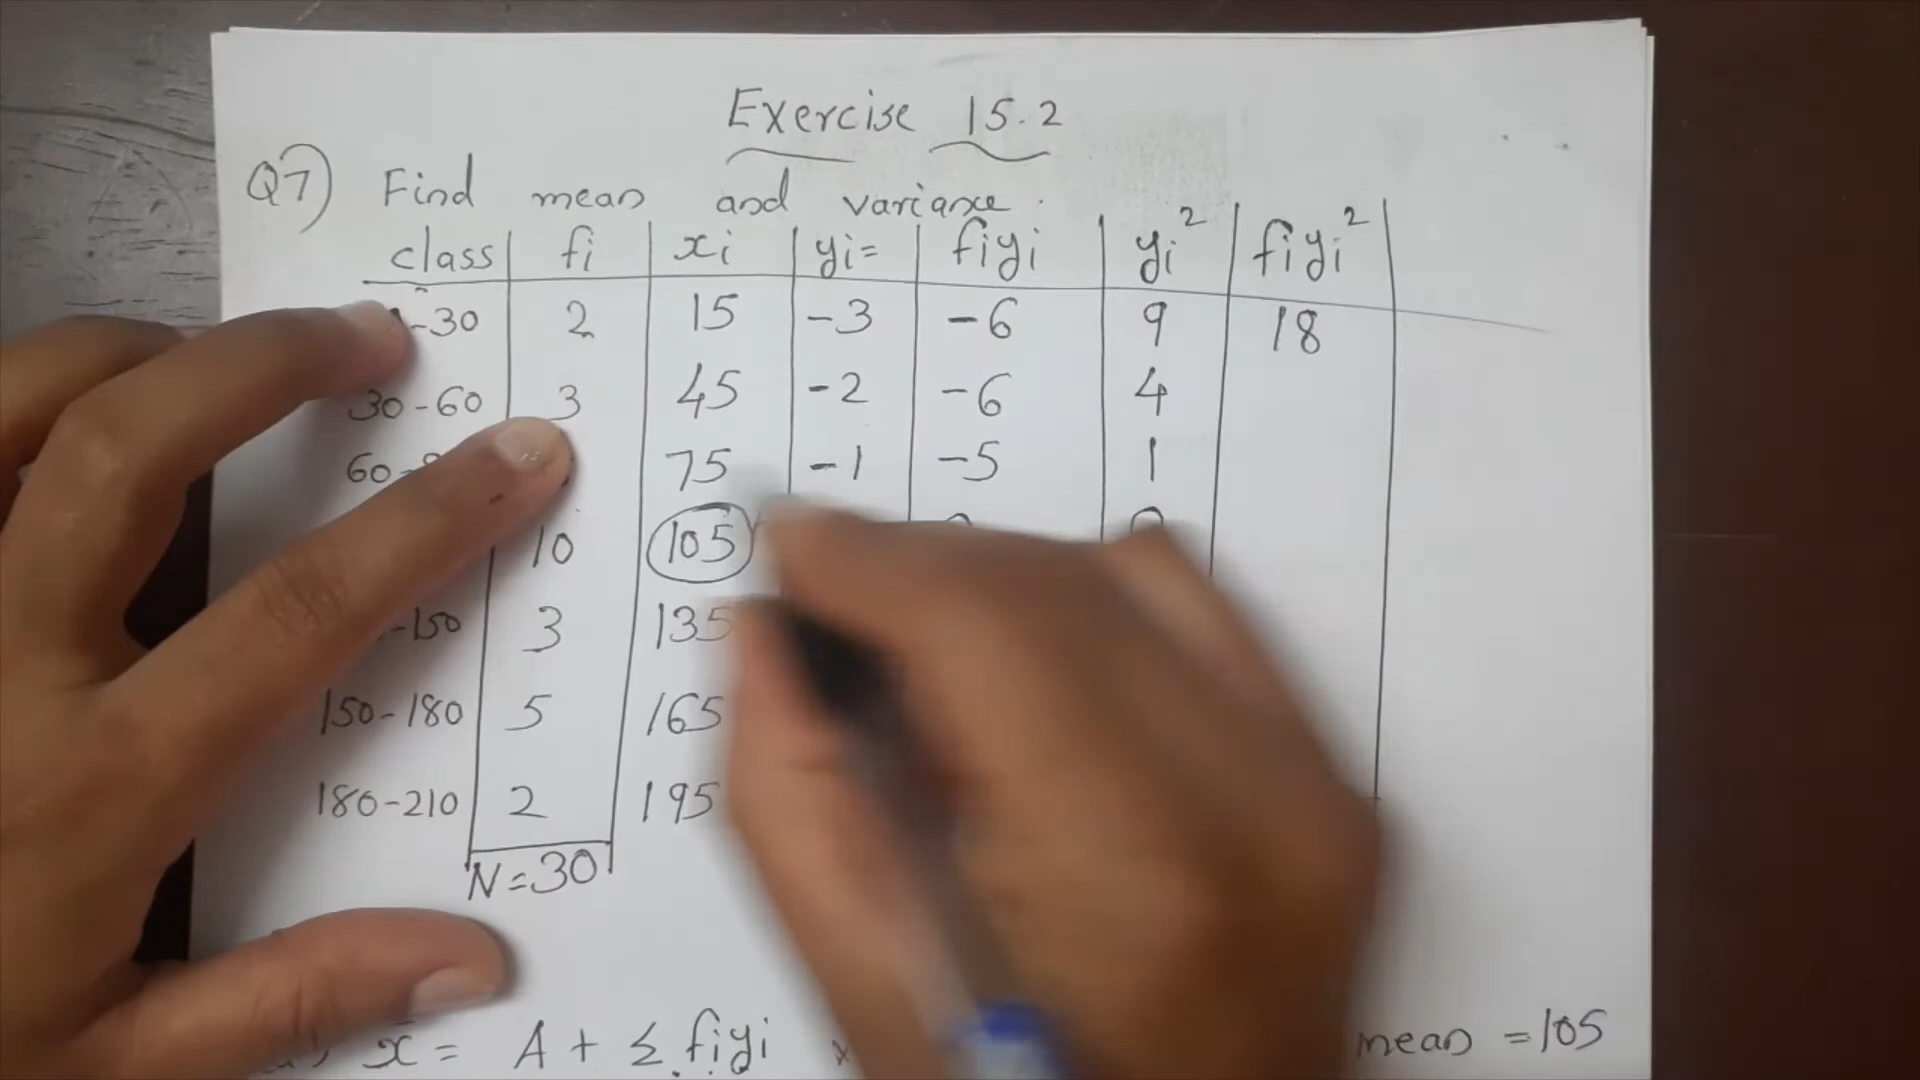 Exercise 15.2
Q7) Find mean and variance.
class fi xi yi= fiyi yi² fiyi²
-30 2 15 -3 -6 9 18
30-60 3 45 -2 -6 4
60- 75 -1 -5 1
10 105
-150 3 135
150-180 5 165
180-210 2 195
N=30
x̄ = A + Σ fiyi × mean = 105